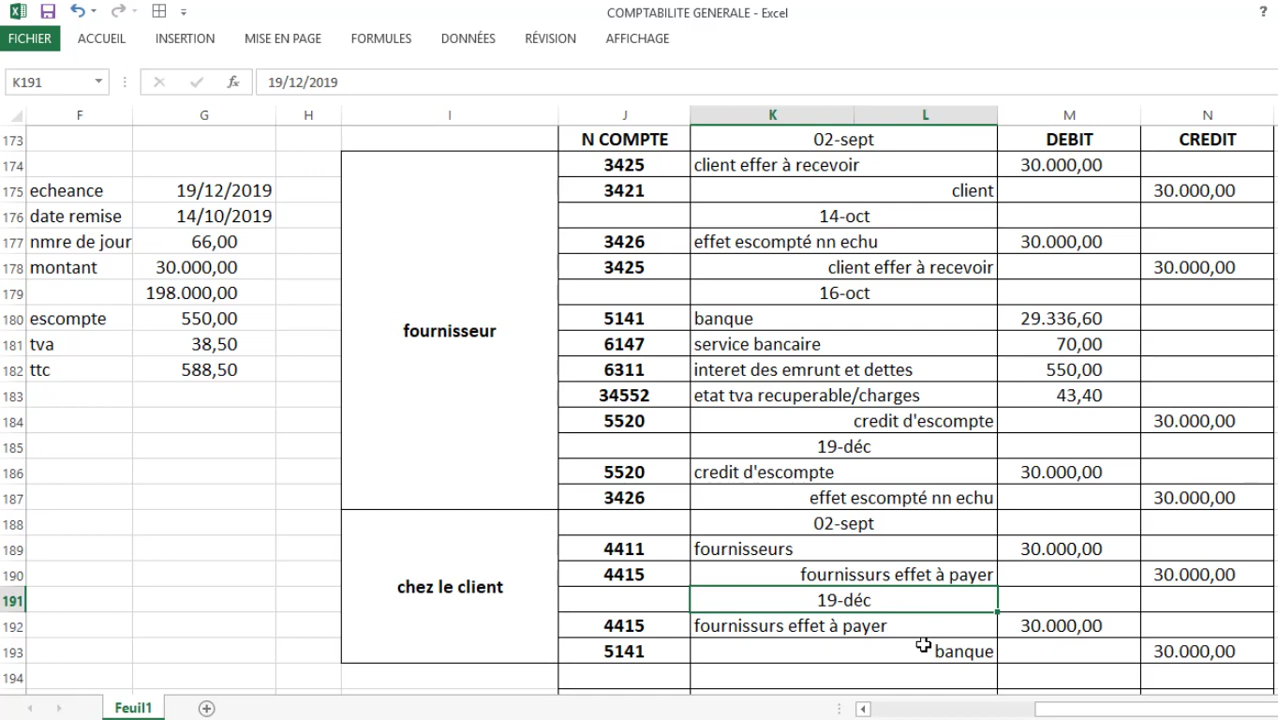 COMPTABILITE GENERALE - Excel ?
FICHIER ACCUEIL INSERTION MISE EN PAGE FORMULES DONNÉES RÉVISION AFFICHAGE
K191 fx 19/12/2019
F G H I J K L M N
173 N COMPTE 02-sept DEBIT CREDIT
174 3425 client effer à recevoir 30.000,00
175 echeance 19/12/2019 3421 client 30.000,00
176 date remise 14/10/2019 14-oct
177 nmre de jour 66,00 3426 effet escompté nn echu 30.000,00
178 montant 30.000,00 3425 client effer à recevoir 30.000,00
179 198.000,00 16-oct
180 escompte 550,00 fournisseur 5141 banque 29.336,60
181 tva 38,50 6147 service bancaire 70,00
182 ttc 588,50 6311 interet des emrunt et dettes 550,00
183 34552 etat tva recuperable/charges 43,40
184 5520 credit d'escompte 30.000,00
185 19-déc
186 5520 credit d'escompte 30.000,00
187 3426 effet escompté nn echu 30.000,00
188 02-sept
189 4411 fournisseurs 30.000,00
190 chez le client 4415 fournissurs effet à payer 30.000,00
191 19-déc
192 4415 fournissurs effet à payer 30.000,00
193 5141 banque 30.000,00
194
Feuil1